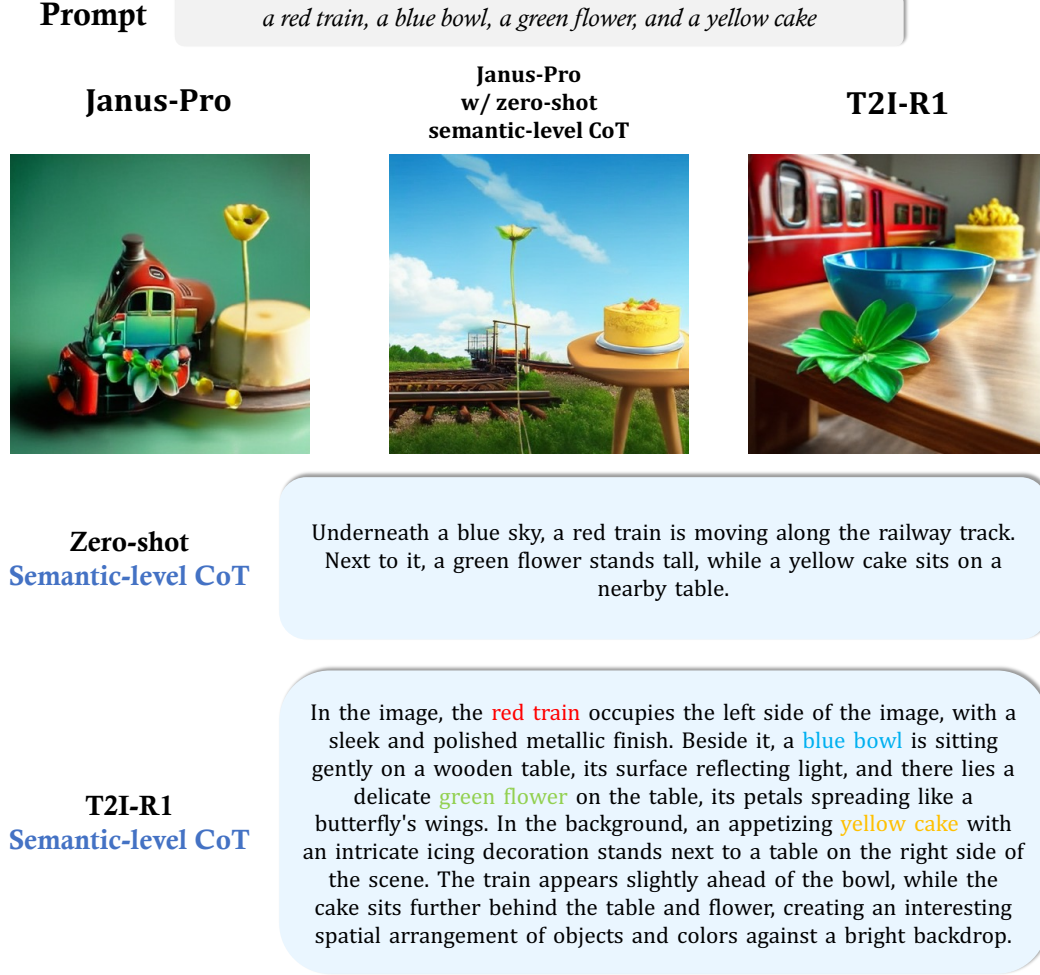 Prompt
a red train, a blue bowl, a green flower, and a yellow cake
Janus-Pro
Janus-Pro
w/ zero-shot
semantic-level CoT
T2I-R1
Zero-shot
Semantic-level CoT
Underneath a blue sky, a red train is moving along the railway track.
Next to it, a green flower stands tall, while a yellow cake sits on a
nearby table.
T2I-R1
Semantic-level CoT
In the image, the red train occupies the left side of the image, with a
sleek and polished metallic finish. Beside it, a blue bowl is sitting
gently on a wooden table, its surface reflecting light, and there lies a
delicate green flower on the table, its petals spreading like a
butterfly's wings. In the background, an appetizing yellow cake with
an intricate icing decoration stands next to a table on the right side of
the scene. The train appears slightly ahead of the bowl, while the
cake sits further behind the table and flower, creating an interesting
spatial arrangement of objects and colors against a bright backdrop.